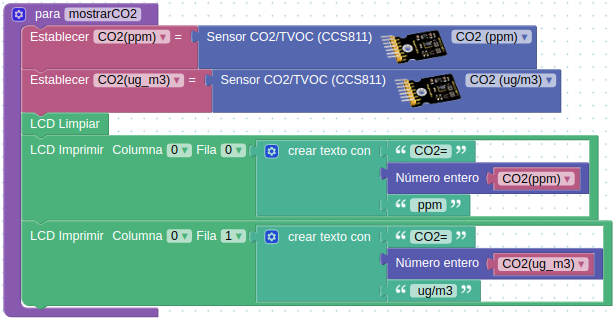 para mostrarCO2
Establecer CO2(ppm) = Sensor CO2/TVOC (CCS811) CO2 (ppm)
Establecer CO2(ug_m3) = Sensor CO2/TVOC (CCS811) CO2 (ug/m3)
LCD Limpiar
LCD Imprimir Columna 0 Fila 0 crear texto con “ CO2= ”
Número entero CO2(ppm)
“ ppm ”
LCD Imprimir Columna 0 Fila 1 crear texto con “ CO2= ”
Número entero CO2(ug_m3)
“ ug/m3 ”